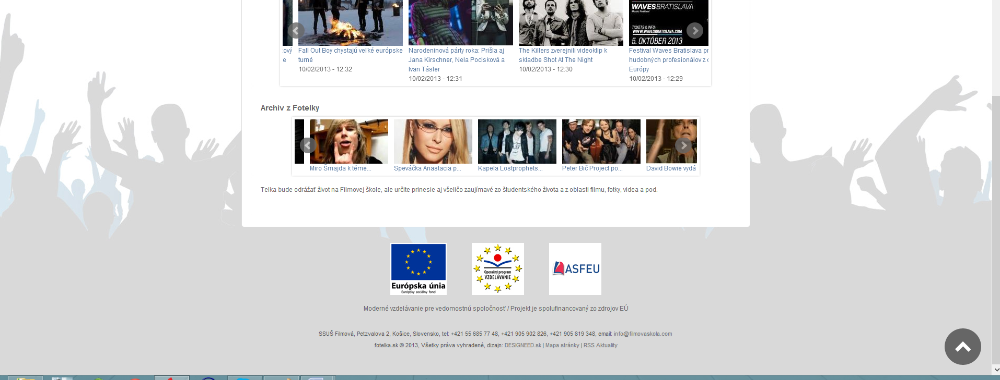 WAVESBRATISLAVA
Music Festival
TICKETS & INFO:
WWW.WAVESBRATISLAVA.COM
5. OKTÓBER 2013
Fall Out Boy chystajú veľké európske
turné
10/02/2013 - 12:32
Narodeninová párty roka: Prišla aj
Jana Kirschner, Nela Pocisková a
Ivan Tásler
10/02/2013 - 12:31
The Killers zverejnili videoklip k
skladbe Shot At The Night
10/02/2013 - 12:30
Festival Waves Bratislava pr
hudobných profesionálov z
Európy
10/02/2013 - 12:29
Archív z Fotelky
Miro Šmajda k téme...
Speváčka Anastacia p...
Kapela Lostprophets...
Peter Bič Project po...
David Bowie vydá
Telka bude odrážať život na Filmovej škole, ale určite prinesie aj všeličo zaujímavé zo študentského života a z oblasti filmu, fotky, videa a pod.
Európska únia
Európsky sociálny fond
Operačný program
VZDELÁVANIE
ASFEU
Moderné vzdelávanie pre vedomostnú spoločnosť / Projekt je spolufinancovaný zo zdrojov EÚ
SSUŠ Filmová, Petzvalova 2, Košice, Slovensko, tel: +421 55 685 77 48, +421 905 902 826, +421 905 819 348, email: info@filmovaskola.com
fotelka.sk © 2013, Všetky práva vyhradené, dizajn: DESIGNEED.sk | Mapa stránky | RSS Aktuality